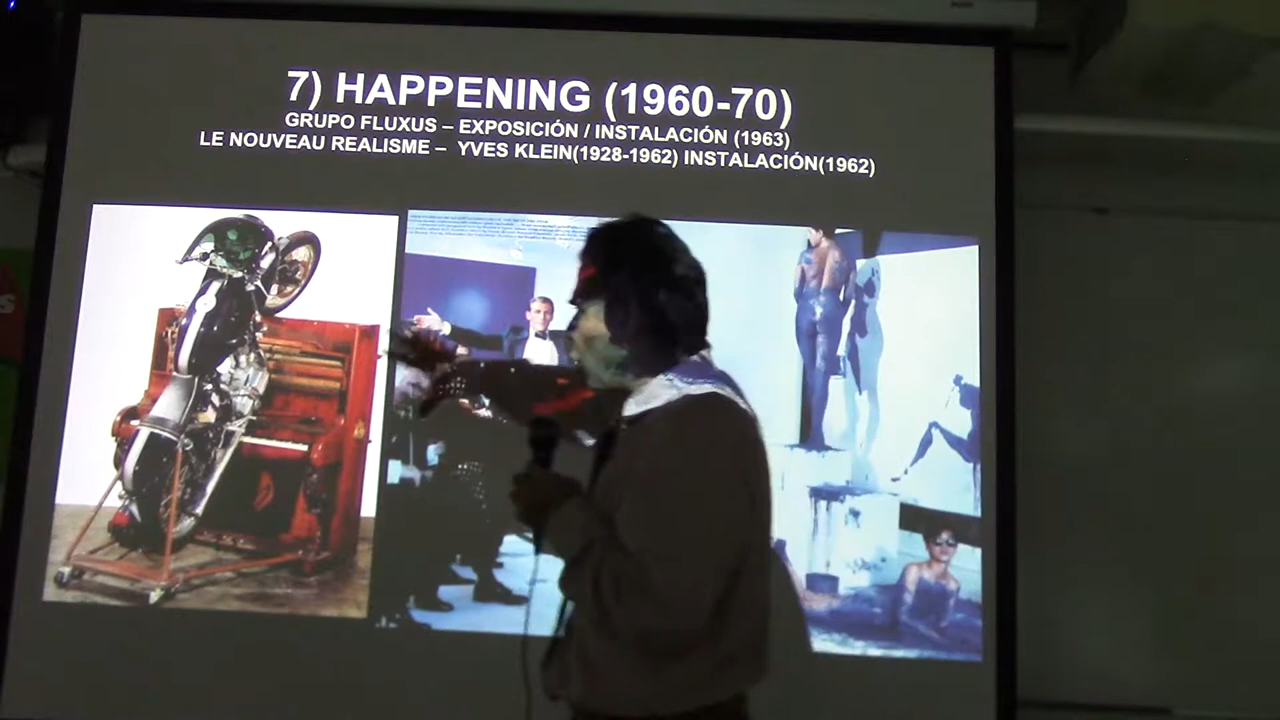 7) HAPPENING (1960-70)
GRUPO FLUXUS – EXPOSICIÓN / INSTALACIÓN (1963)
LE NOUVEAU REALISME – YVES KLEIN(1928-1962) INSTALACIÓN(1962)